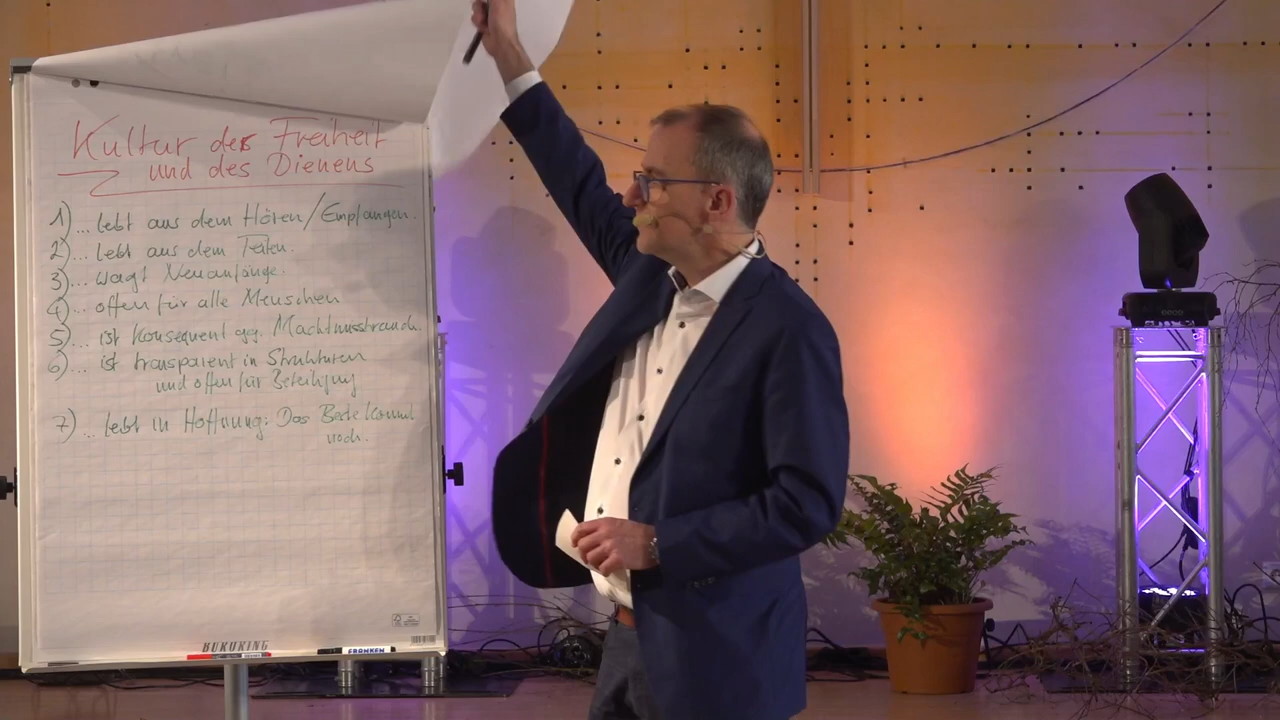 Kultur der Freiheit
und des Dienens
1) ... lebt aus dem Hören/Empfangen.
2) ... lebt aus dem Teilen.
3) ... wagt Neuanfänge.
4) ... offen für alle Menschen
5) ... ist konsequent gg. Machtmissbrauch.
6) ... ist transparent in Strukturen
und offen für Beteiligung
7) ... lebt in Hoffnung: Das Beste kommt
noch.
BUKUKING
FRANKEN